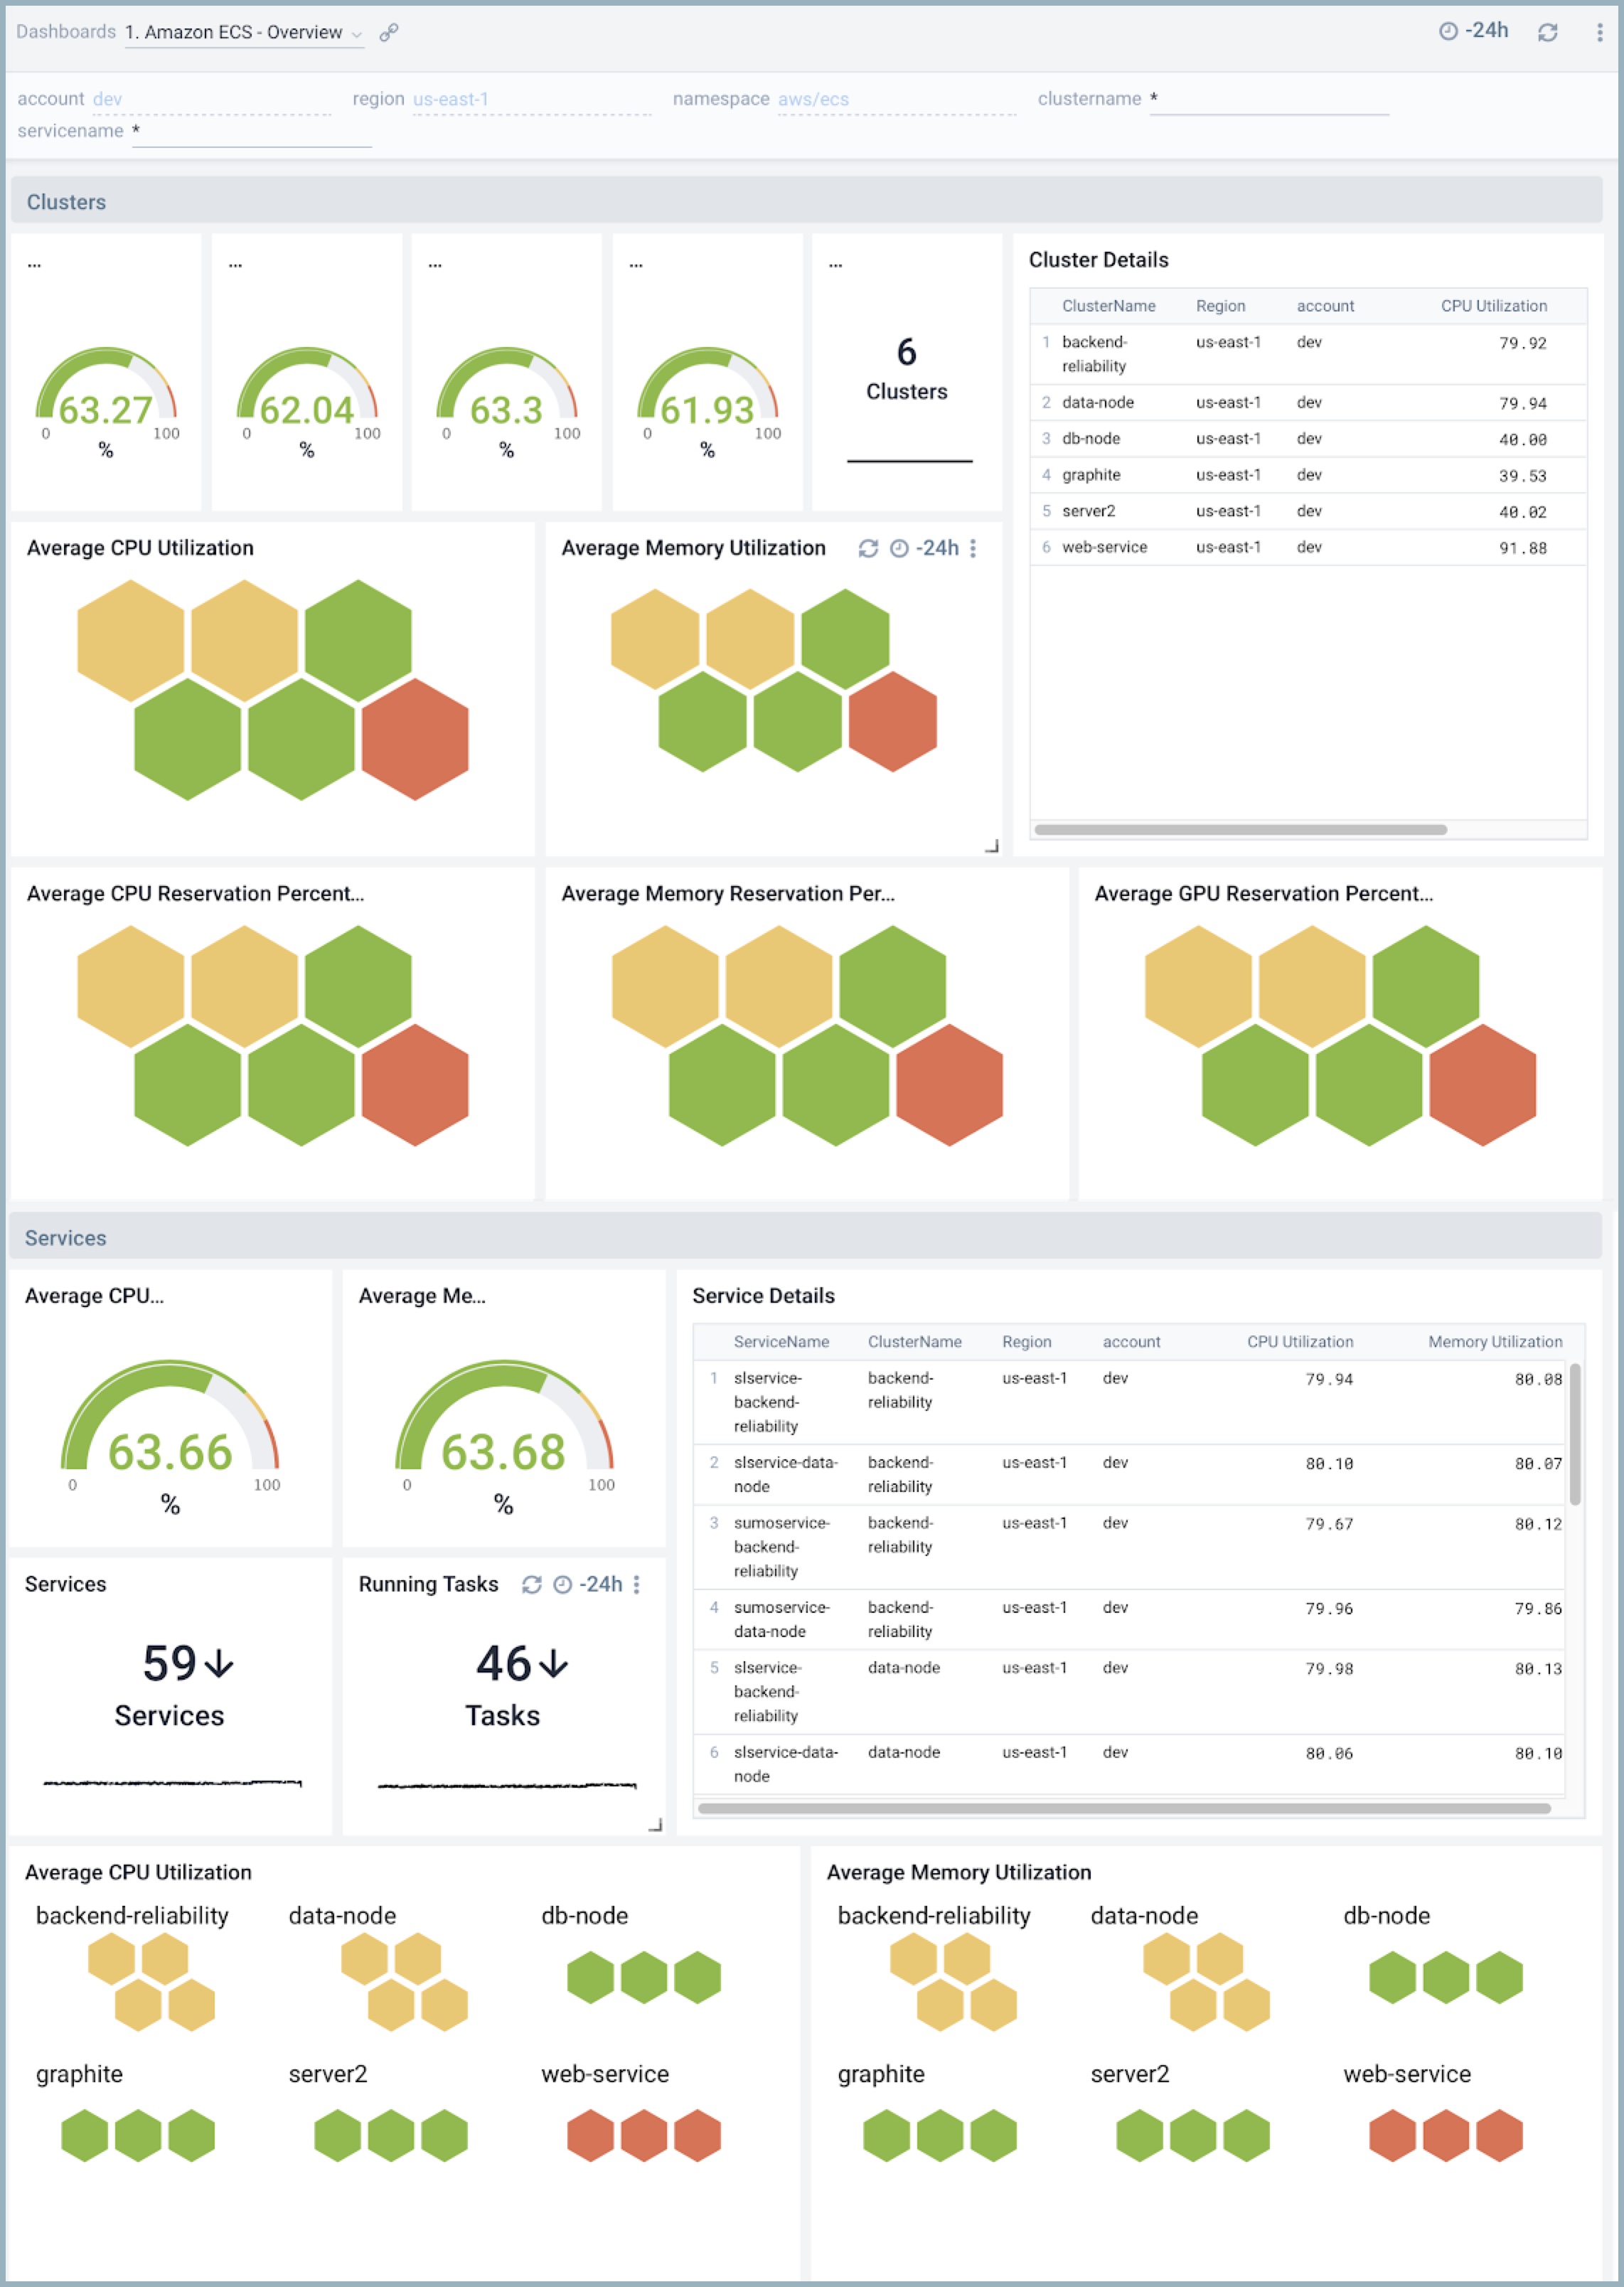 Dashboards 1. Amazon ECS - Overview -24h
account dev region us-east-1 namespace aws/ecs clustername *
servicename *
Clusters
... ... ... ... ...
63.27
0 100
%
62.04
0 100
%
63.3
0 100
%
61.93
0 100
%
6
Clusters
Cluster Details
ClusterName Region account CPU Utilization
1 backend-reliability us-east-1 dev 79.92
2 data-node us-east-1 dev 79.94
3 db-node us-east-1 dev 40.00
4 graphite us-east-1 dev 39.53
5 server2 us-east-1 dev 40.02
6 web-service us-east-1 dev 91.88
Average CPU Utilization
Average Memory Utilization -24h
Average CPU Reservation Percent...
Average Memory Reservation Per...
Average GPU Reservation Percent...
Services
Average CPU...
63.66
0 100
%
Average Me...
63.68
0 100
%
Services
59
Services
Running Tasks -24h
46
Tasks
Service Details
ServiceName ClusterName Region account CPU Utilization Memory Utilization
1 slservice-backend-reliability backend-reliability us-east-1 dev 79.94 80.08
2 slservice-data-node backend-reliability us-east-1 dev 80.10 80.07
3 sumoservice-backend-reliability backend-reliability us-east-1 dev 79.67 80.12
4 sumoservice-data-node backend-reliability us-east-1 dev 79.96 79.86
5 slservice-backend-reliability data-node us-east-1 dev 79.98 80.13
6 slservice-data-node data-node us-east-1 dev 80.06 80.10
Average CPU Utilization
backend-reliability data-node db-node
graphite server2 web-service
Average Memory Utilization
backend-reliability data-node db-node
graphite server2 web-service